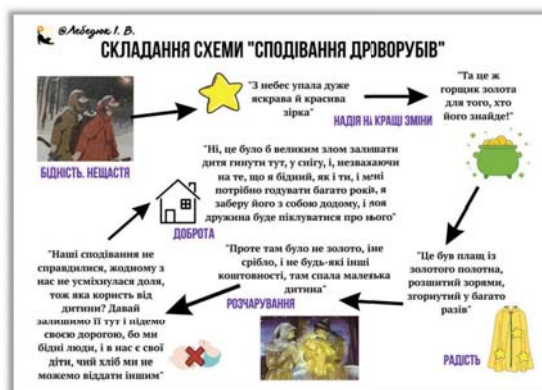 @Лебедюк І. В.
СКЛАДАННЯ СХЕМИ "СПОДІВАННЯ ДРОВОРУБІВ"
БІДНІСТЬ. НЕЩАСТЯ
"З небес упала дуже
яскрава й красива
зірка"
НАДІЯ НА КРАЩІ ЗМІНИ
"Та це ж
горщик золота
для того, хто
його знайде!"
"Це був плащ із
золотого полотна,
розшитий зорями,
згорнутий у багато
разів"
РАДІСТЬ
"Проте там було не золото, іне
срібло, і не будь-які інші
коштовності, там спала маленька
дитина"
РОЗЧАРУВАННЯ
"Наші сподівання не
справдилися, жодному з
нас не усміхнулася доля,
тож яка користь від
дитини? Давай
залишимо її тут і підемо
своєю дорогою, бо ми
бідні люди, і в нас є свої
діти, чий хліб ми не
можемо віддати іншим"
ДОБРОТА
"Ні, це було б великим злом залишати
дитя гинути тут, у снігу, і, незважаючи
на те, що я бідний, як і ти, і мені
потрібно годувати багато років, я
заберу його з собою додому, і моя
дружина буде піклуватися про нього"